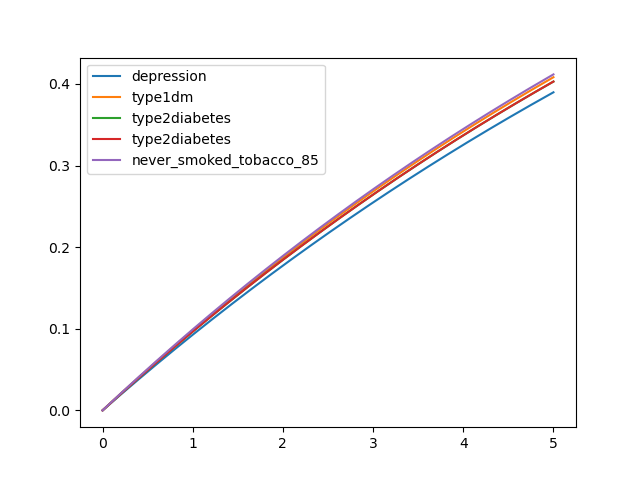 depression
type1dm
type2diabetes
type2diabetes
never_smoked_tobacco_85
0.4
0.3
0.2
0.1
0.0
0 1 2 3 4 5